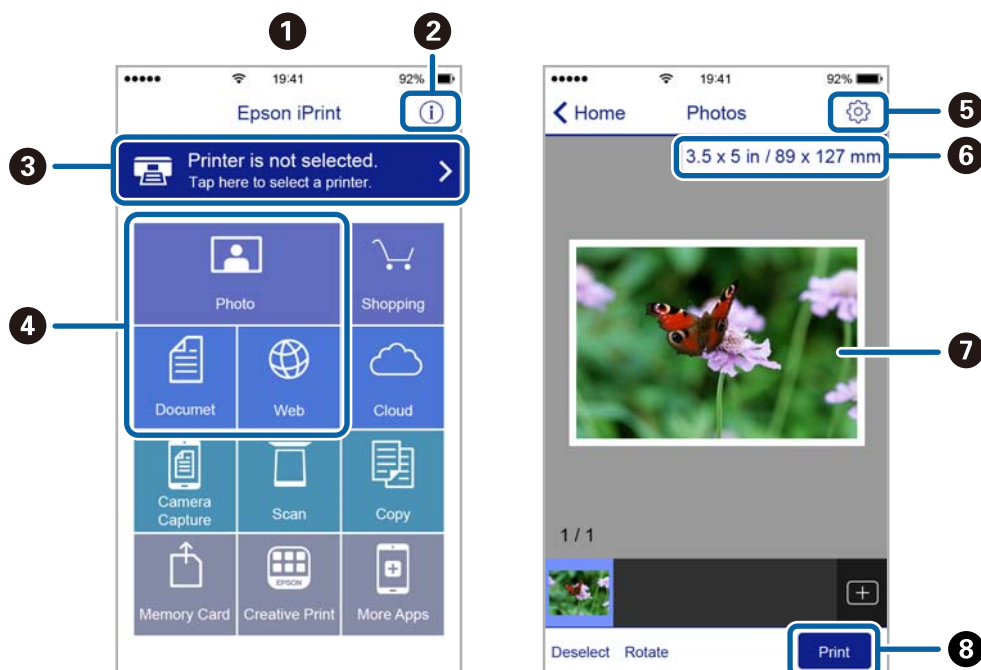 1
2
19:41
92%
Epson iPrint
3
Printer is not selected.
Tap here to select a printer.
4
Photo
Shopping
Documet
Web
Cloud
Camera
Capture
Scan
Copy
Memory Card
EPSON
Creative Print
More Apps
19:41
92%
Home
Photos
5
3.5 x 5 in / 89 x 127 mm
6
7
1 / 1
Deselect
Rotate
Print
8